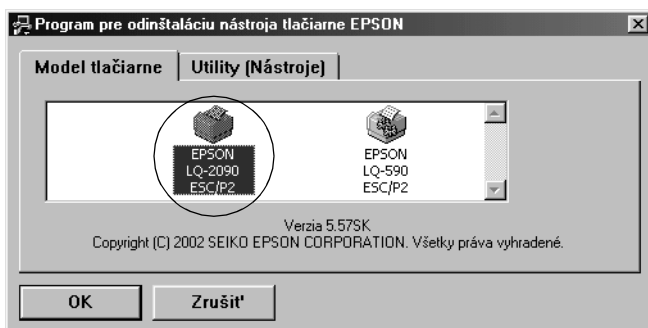 Program pre odinštaláciu nástroja tlačiarne EPSON
Model tlačiarne
Utility (Nástroje)
EPSON
LQ-2090
ESC/P2
EPSON
LQ-590
ESC/P2
Verzia 5.57SK
Copyright (C) 2002 SEIKO EPSON CORPORATION. Všetky práva vyhradené.
OK
Zrušiť